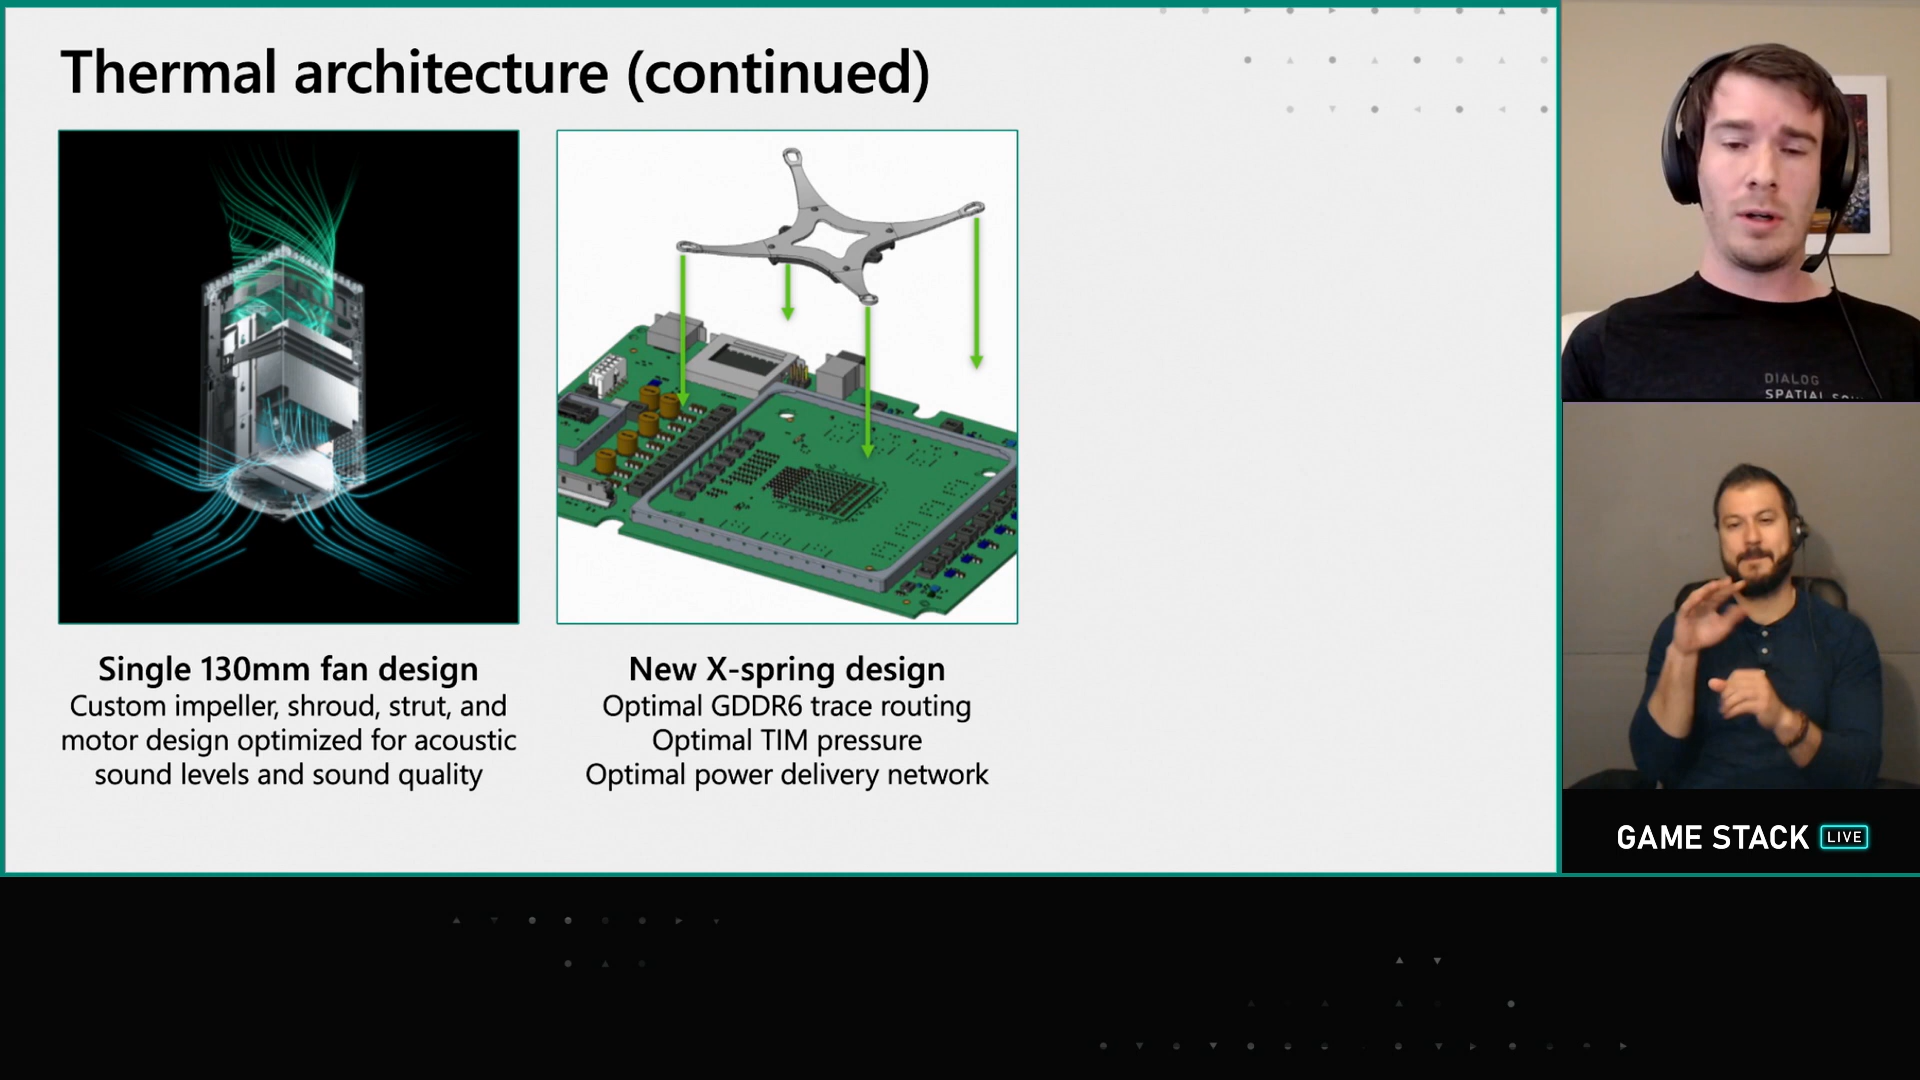 Thermal architecture (continued)
Single 130mm fan design
Custom impeller, shroud, strut, and
motor design optimized for acoustic
sound levels and sound quality
New X-spring design
Optimal GDDR6 trace routing
Optimal TIM pressure
Optimal power delivery network
DIALOG
SPATIAL
GAME STACK LIVE